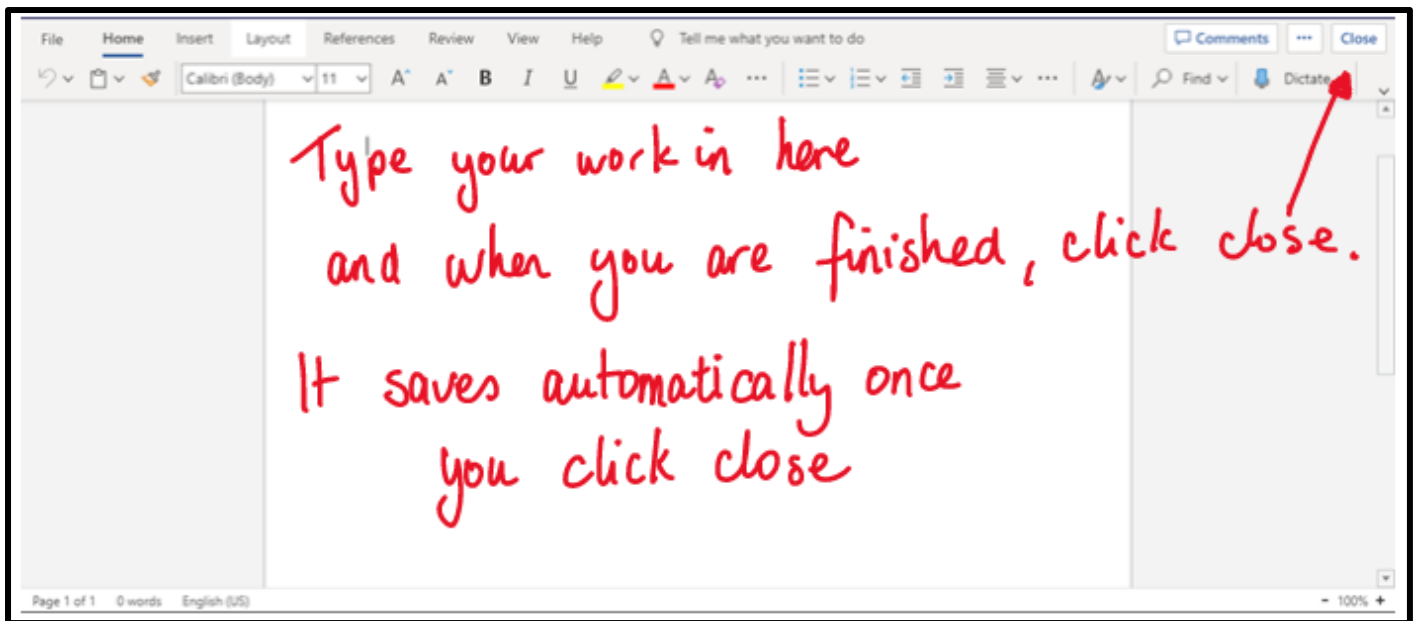 File Home Insert Layout References Review View Help Tell me what you want to do Comments ... Close
Calibri (Body) 11 A^ A˅ B I U A A ... ... Find Dictate
Type your work in here
and when you are finished, click close.
It saves automatically once
you click close
Page 1 of 1 0 words English (US) - 100% +